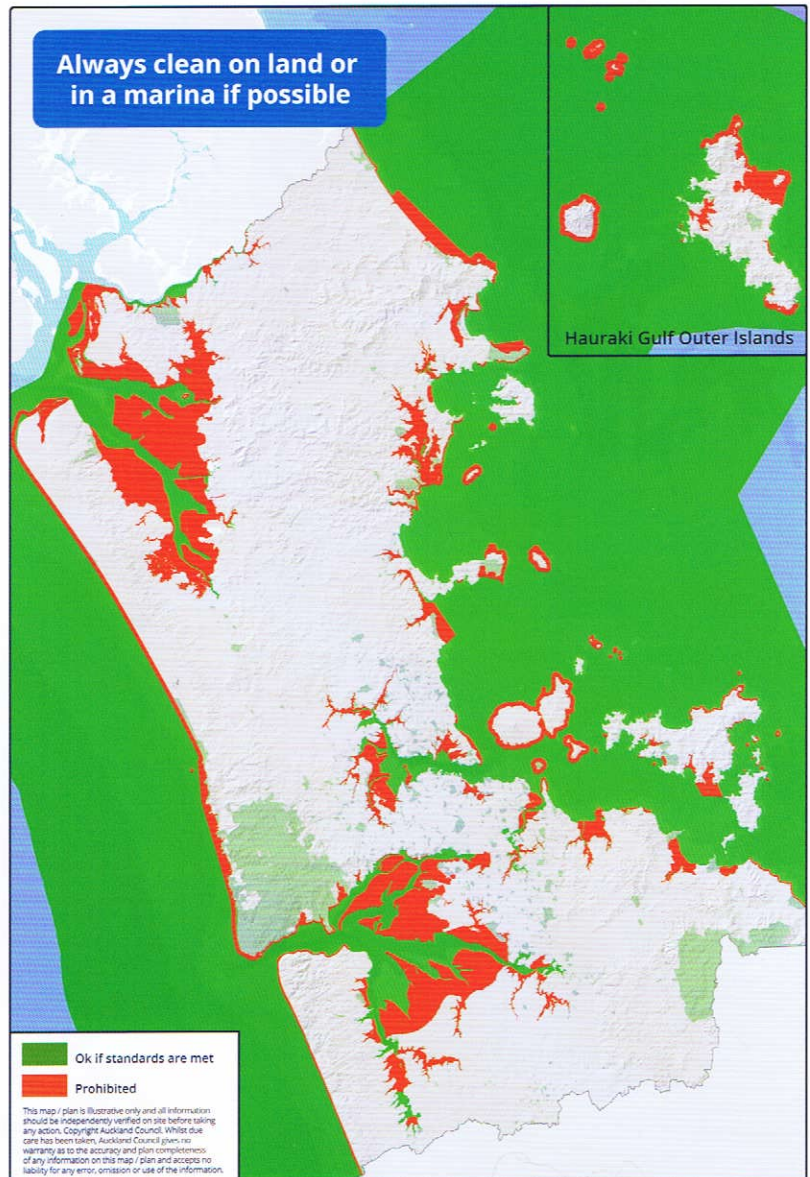 Always clean on land or
in a marina if possible
Hauraki Gulf Outer Islands
Ok if standards are met
Prohibited
This map / plan is illustrative only and all information
should be independently verified on site before taking
any action. Copyright Auckland Council. Whilst due
care has been taken, Auckland Council gives no
warranty as to the accuracy and plan completeness
of any information on this map / plan and accepts no
liability for any error, omission or use of the information.